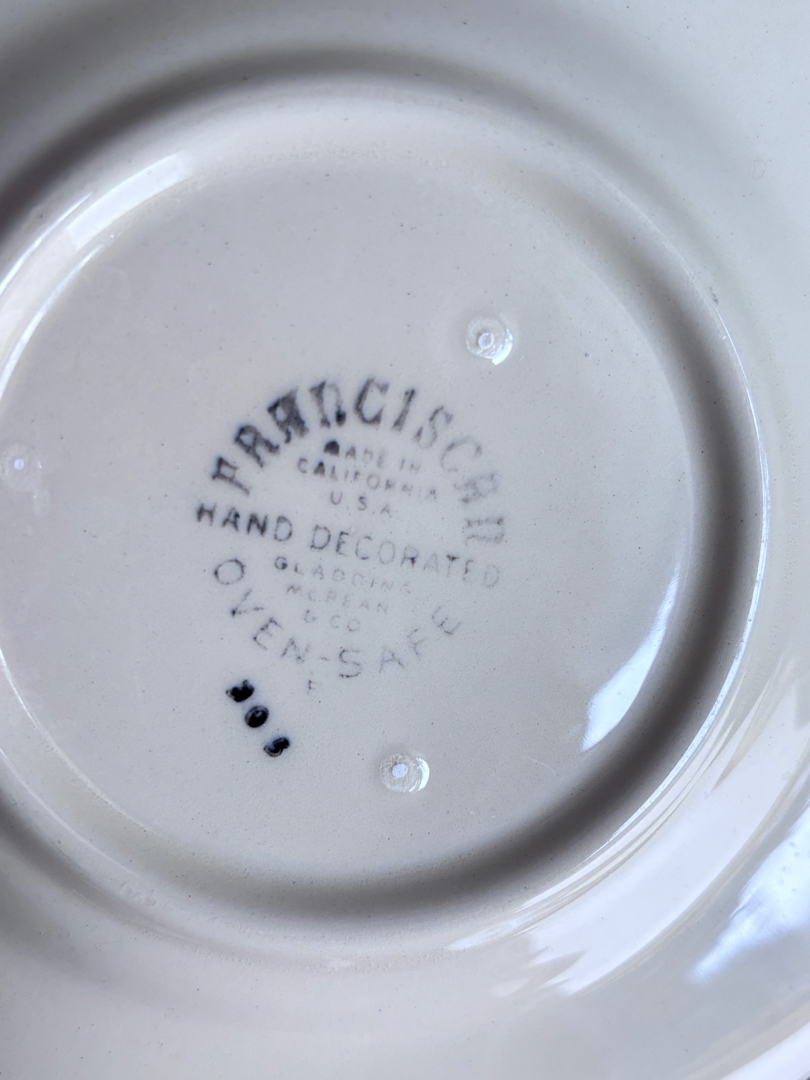 FRANCISCAN
MADE IN
CALIFORNIA
U.S.A.
HAND DECORATED
GLADDING
MCBEAN
& CO
OVEN-SAFE
F